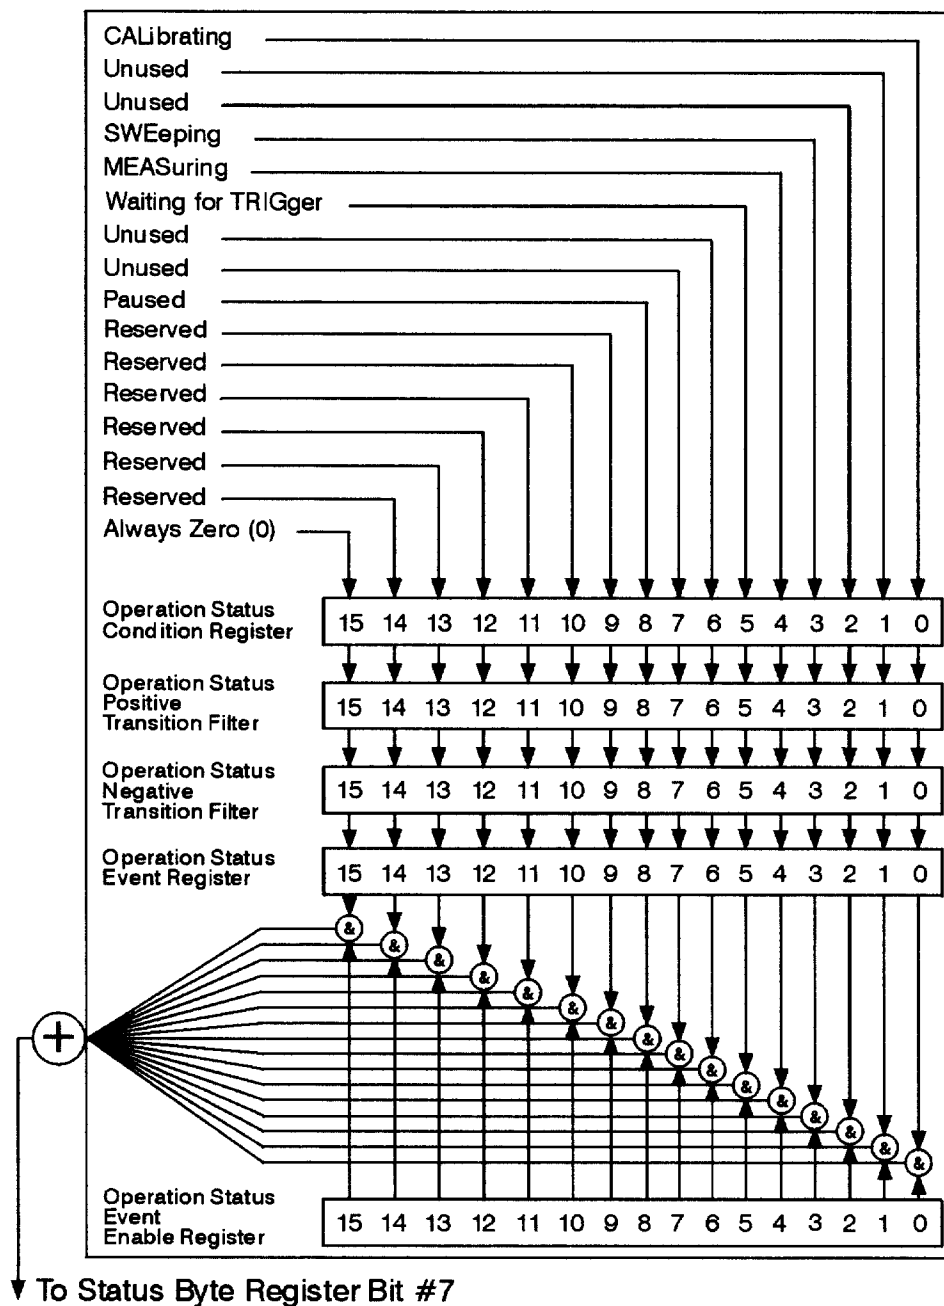 CALibrating
Unused
Unused
SWEeping
MEASuring
Waiting for TRIGger
Unused
Unused
Paused
Reserved
Reserved
Reserved
Reserved
Reserved
Reserved
Always Zero (0)
Operation Status
Condition Register
15 14 13 12 11 10 9 8 7 6 5 4 3 2 1 0
Operation Status
Positive
Transition Filter
15 14 13 12 11 10 9 8 7 6 5 4 3 2 1 0
Operation Status
Negative
Transition Filter
15 14 13 12 11 10 9 8 7 6 5 4 3 2 1 0
Operation Status
Event Register
15 14 13 12 11 10 9 8 7 6 5 4 3 2 1 0
& & & & & & & & & & & & & & & &
+
Operation Status
Event
Enable Register
15 14 13 12 11 10 9 8 7 6 5 4 3 2 1 0
To Status Byte Register Bit #7